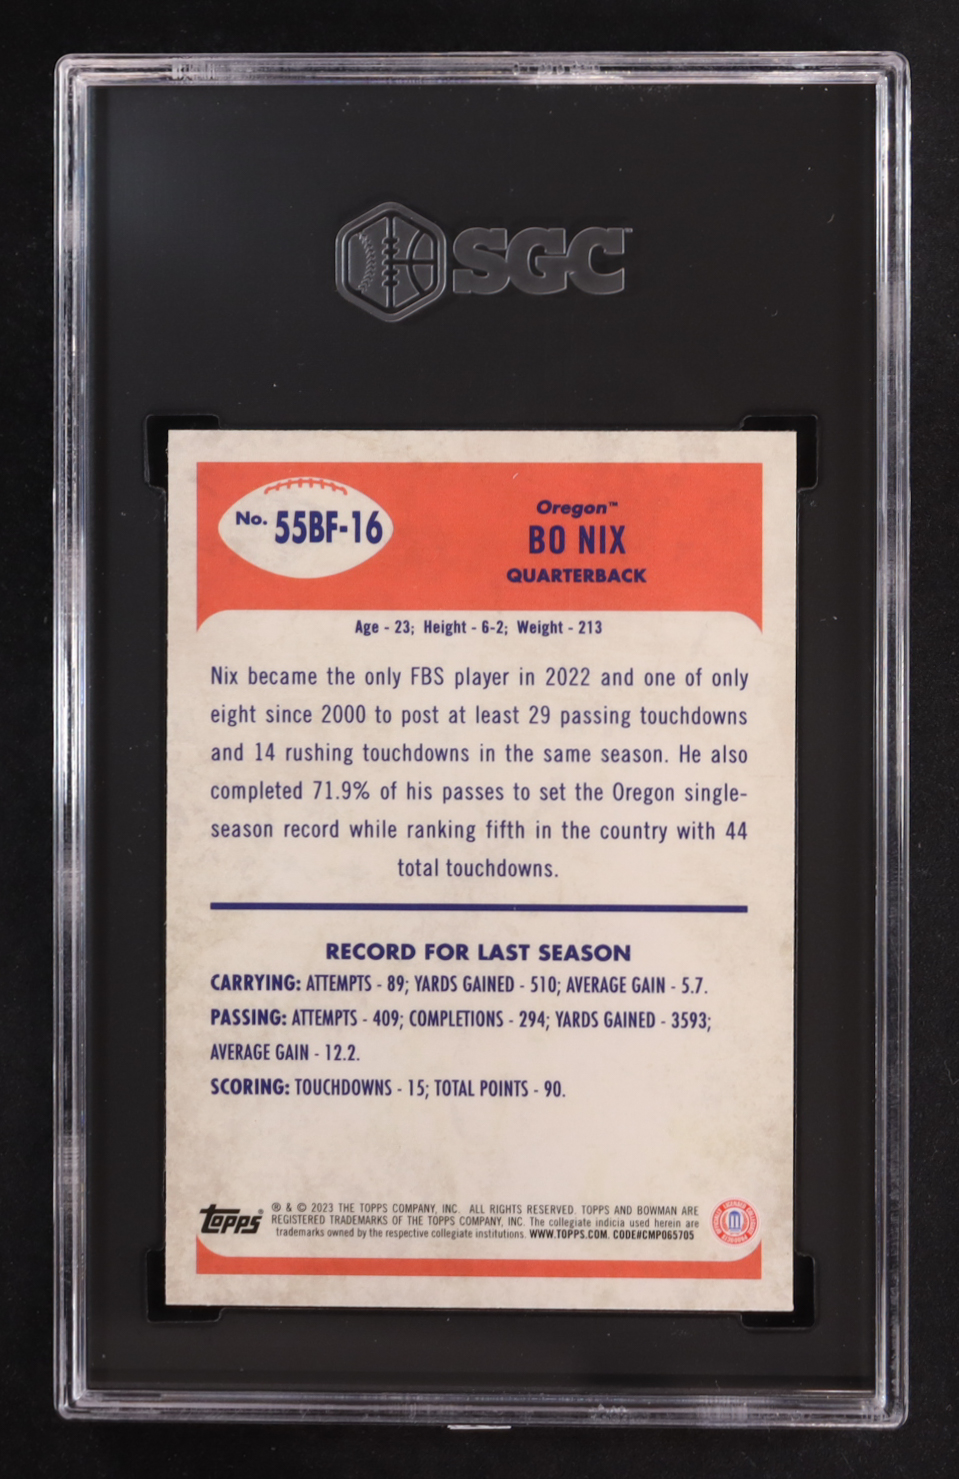 SGC™
No. 55BF-16
Oregon™
BO NIX
QUARTERBACK
Age - 23; Height - 6-2; Weight - 213
Nix became the only FBS player in 2022 and one of only
eight since 2000 to post at least 29 passing touchdowns
and 14 rushing touchdowns in the same season. He also
completed 71.9% of his passes to set the Oregon single-
season record while ranking fifth in the country with 44
total touchdowns.
RECORD FOR LAST SEASON
CARRYING: ATTEMPTS - 89; YARDS GAINED - 510; AVERAGE GAIN - 5.7.
PASSING: ATTEMPTS - 409; COMPLETIONS - 294; YARDS GAINED - 3593;
AVERAGE GAIN - 12.2.
SCORING: TOUCHDOWNS - 15; TOTAL POINTS - 90.
topps®
® & © 2023 THE TOPPS COMPANY, INC. ALL RIGHTS RESERVED. TOPPS AND BOWMAN ARE
REGISTERED TRADEMARKS OF THE TOPPS COMPANY, INC. The collegiate indicia used herein are
trademarks owned by the respective collegiate institutions. WWW.TOPPS.COM. CODE#CMP065705